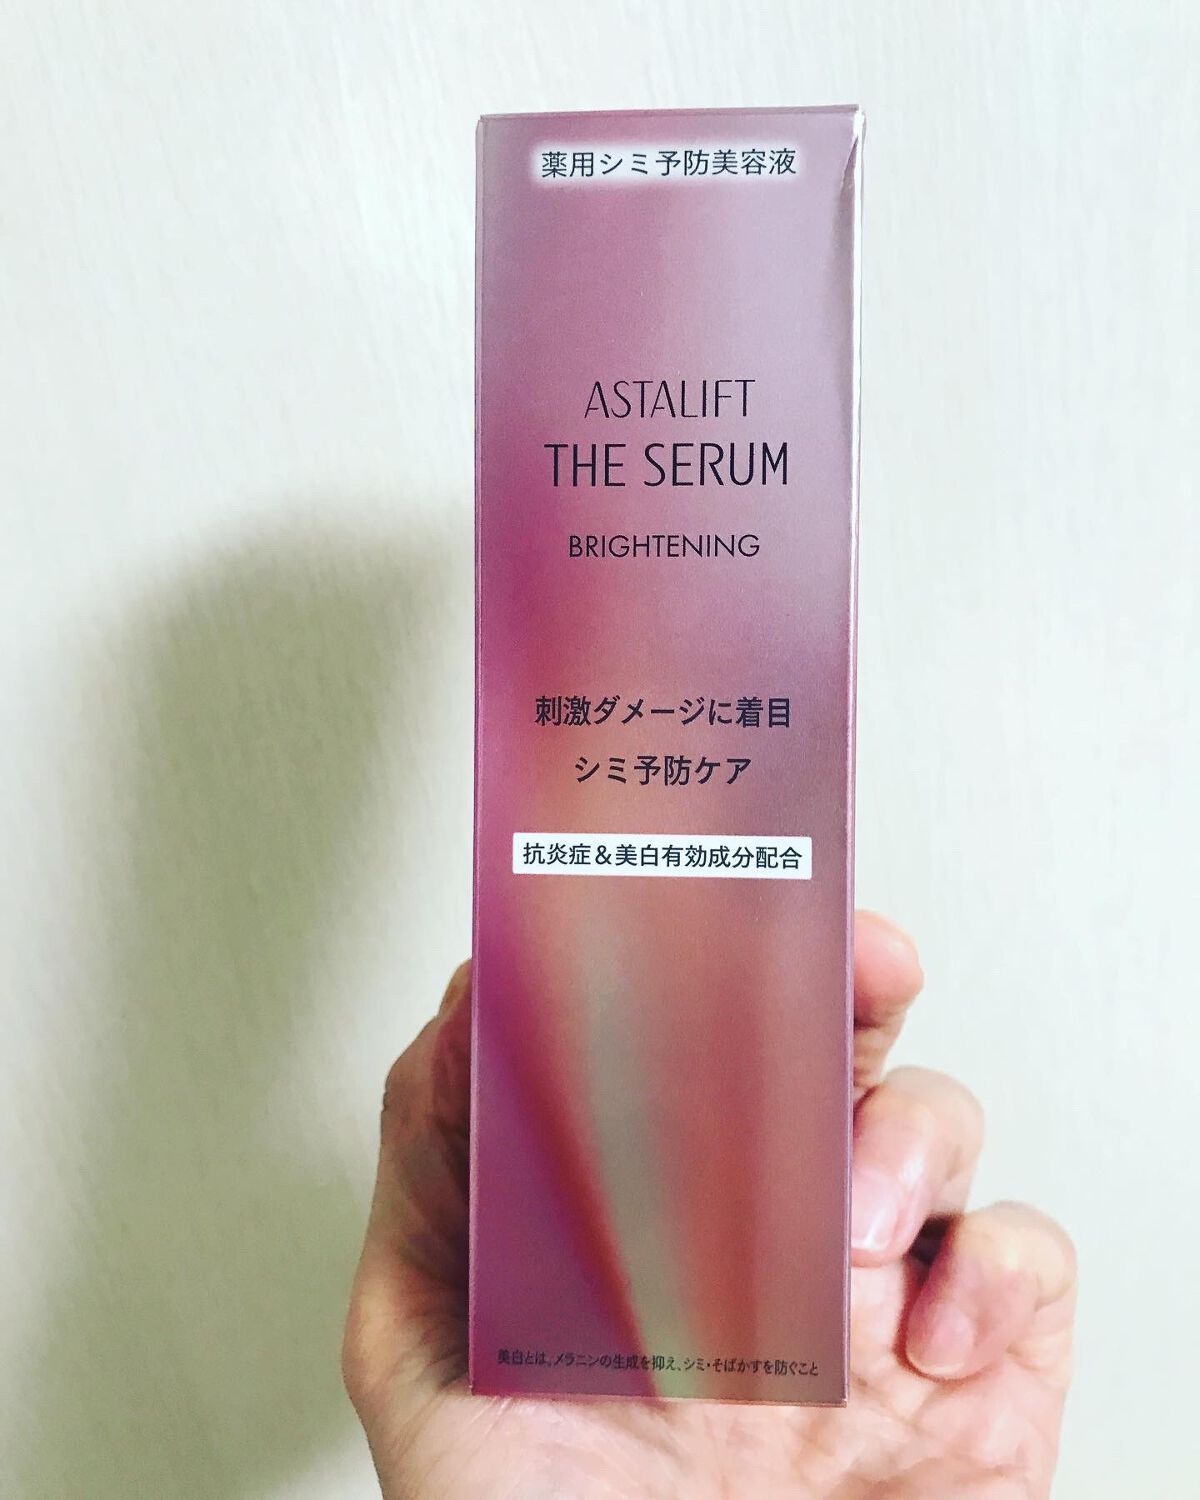 薬用シミ予防美容液
ASTALIFT
THE SERUM
BRIGHTENING
刺激ダメージに着目
シミ予防ケア
抗炎症＆美白有効成分配合
美白とは、メラニンの生成を抑え、シミ・そばかすを防ぐこと